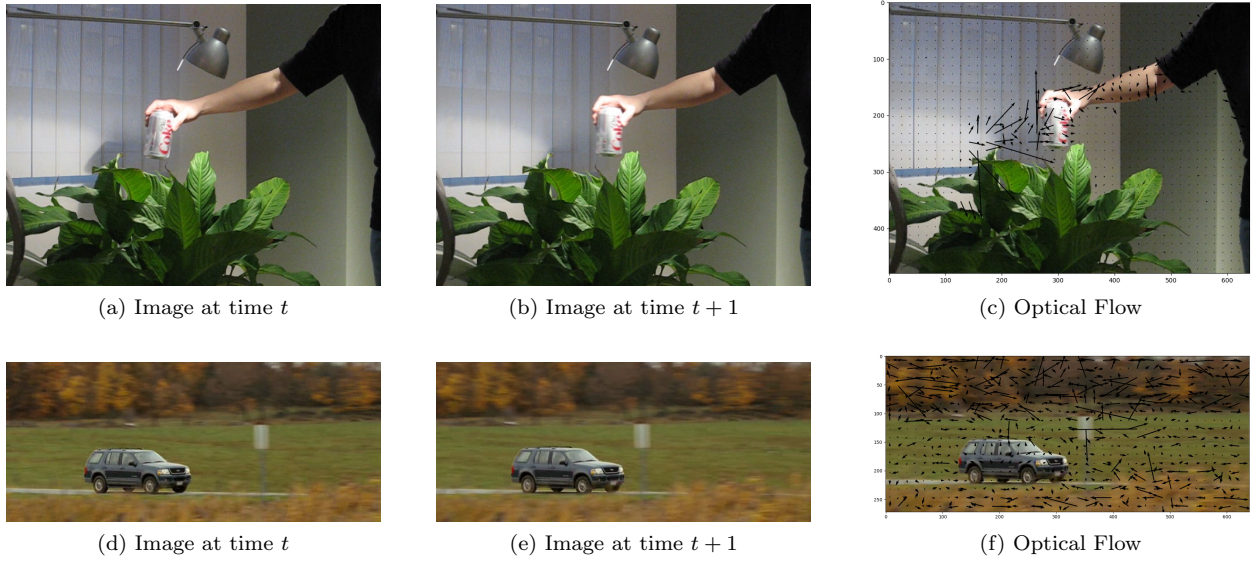 Coke
Coke
0 100 200 300 400
0 100 200 300 400 500 600
(a) Image at time t
(b) Image at time t + 1
(c) Optical Flow
0 50 100 150 200 250
0 100 200 300 400 500 600
(d) Image at time t
(e) Image at time t + 1
(f) Optical Flow